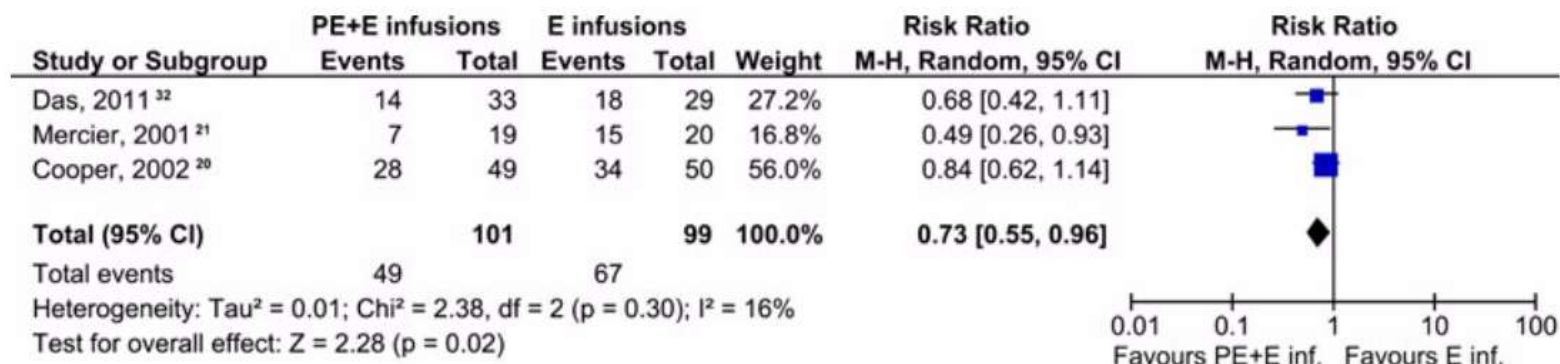 PE+E infusions E infusions Risk Ratio Risk Ratio
Study or Subgroup Events Total Events Total Weight M-H, Random, 95% CI M-H, Random, 95% CI
Das, 2011 ³² 14 33 18 29 27.2% 0.68 [0.42, 1.11]
Mercier, 2001 ²¹ 7 19 15 20 16.8% 0.49 [0.26, 0.93]
Cooper, 2002 ²⁰ 28 49 34 50 56.0% 0.84 [0.62, 1.14]
Total (95% CI) 101 99 100.0% 0.73 [0.55, 0.96]
Total events 49 67
Heterogeneity: Tau² = 0.01; Chi² = 2.38, df = 2 (p = 0.30); I² = 16%
Test for overall effect: Z = 2.28 (p = 0.02)
0.01 0.1 1 10 100
Favours PE+E inf. Favours E inf.